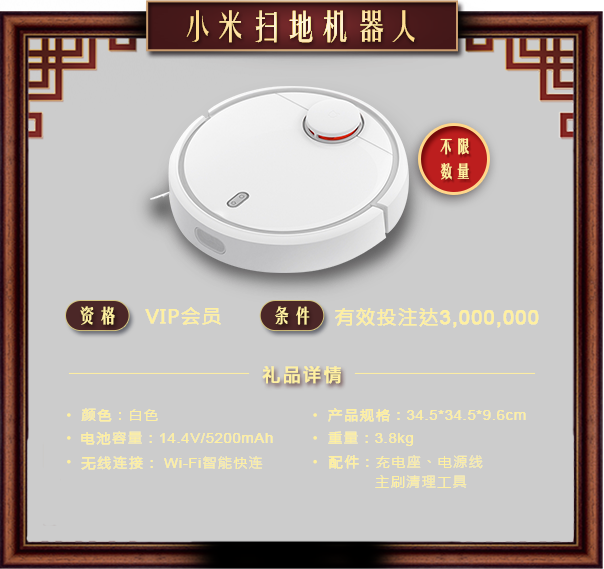 小米扫地机器人
不限
数量
资格 VIP会员 条件 有效投注达3,000,000
礼品详情
• 颜色：白色 • 产品规格：34.5*34.5*9.6cm
• 电池容量：14.4V/5200mAh • 重量：3.8kg
• 无线连接： Wi-Fi智能快连 • 配件：充电座、电源线
主刷清理工具